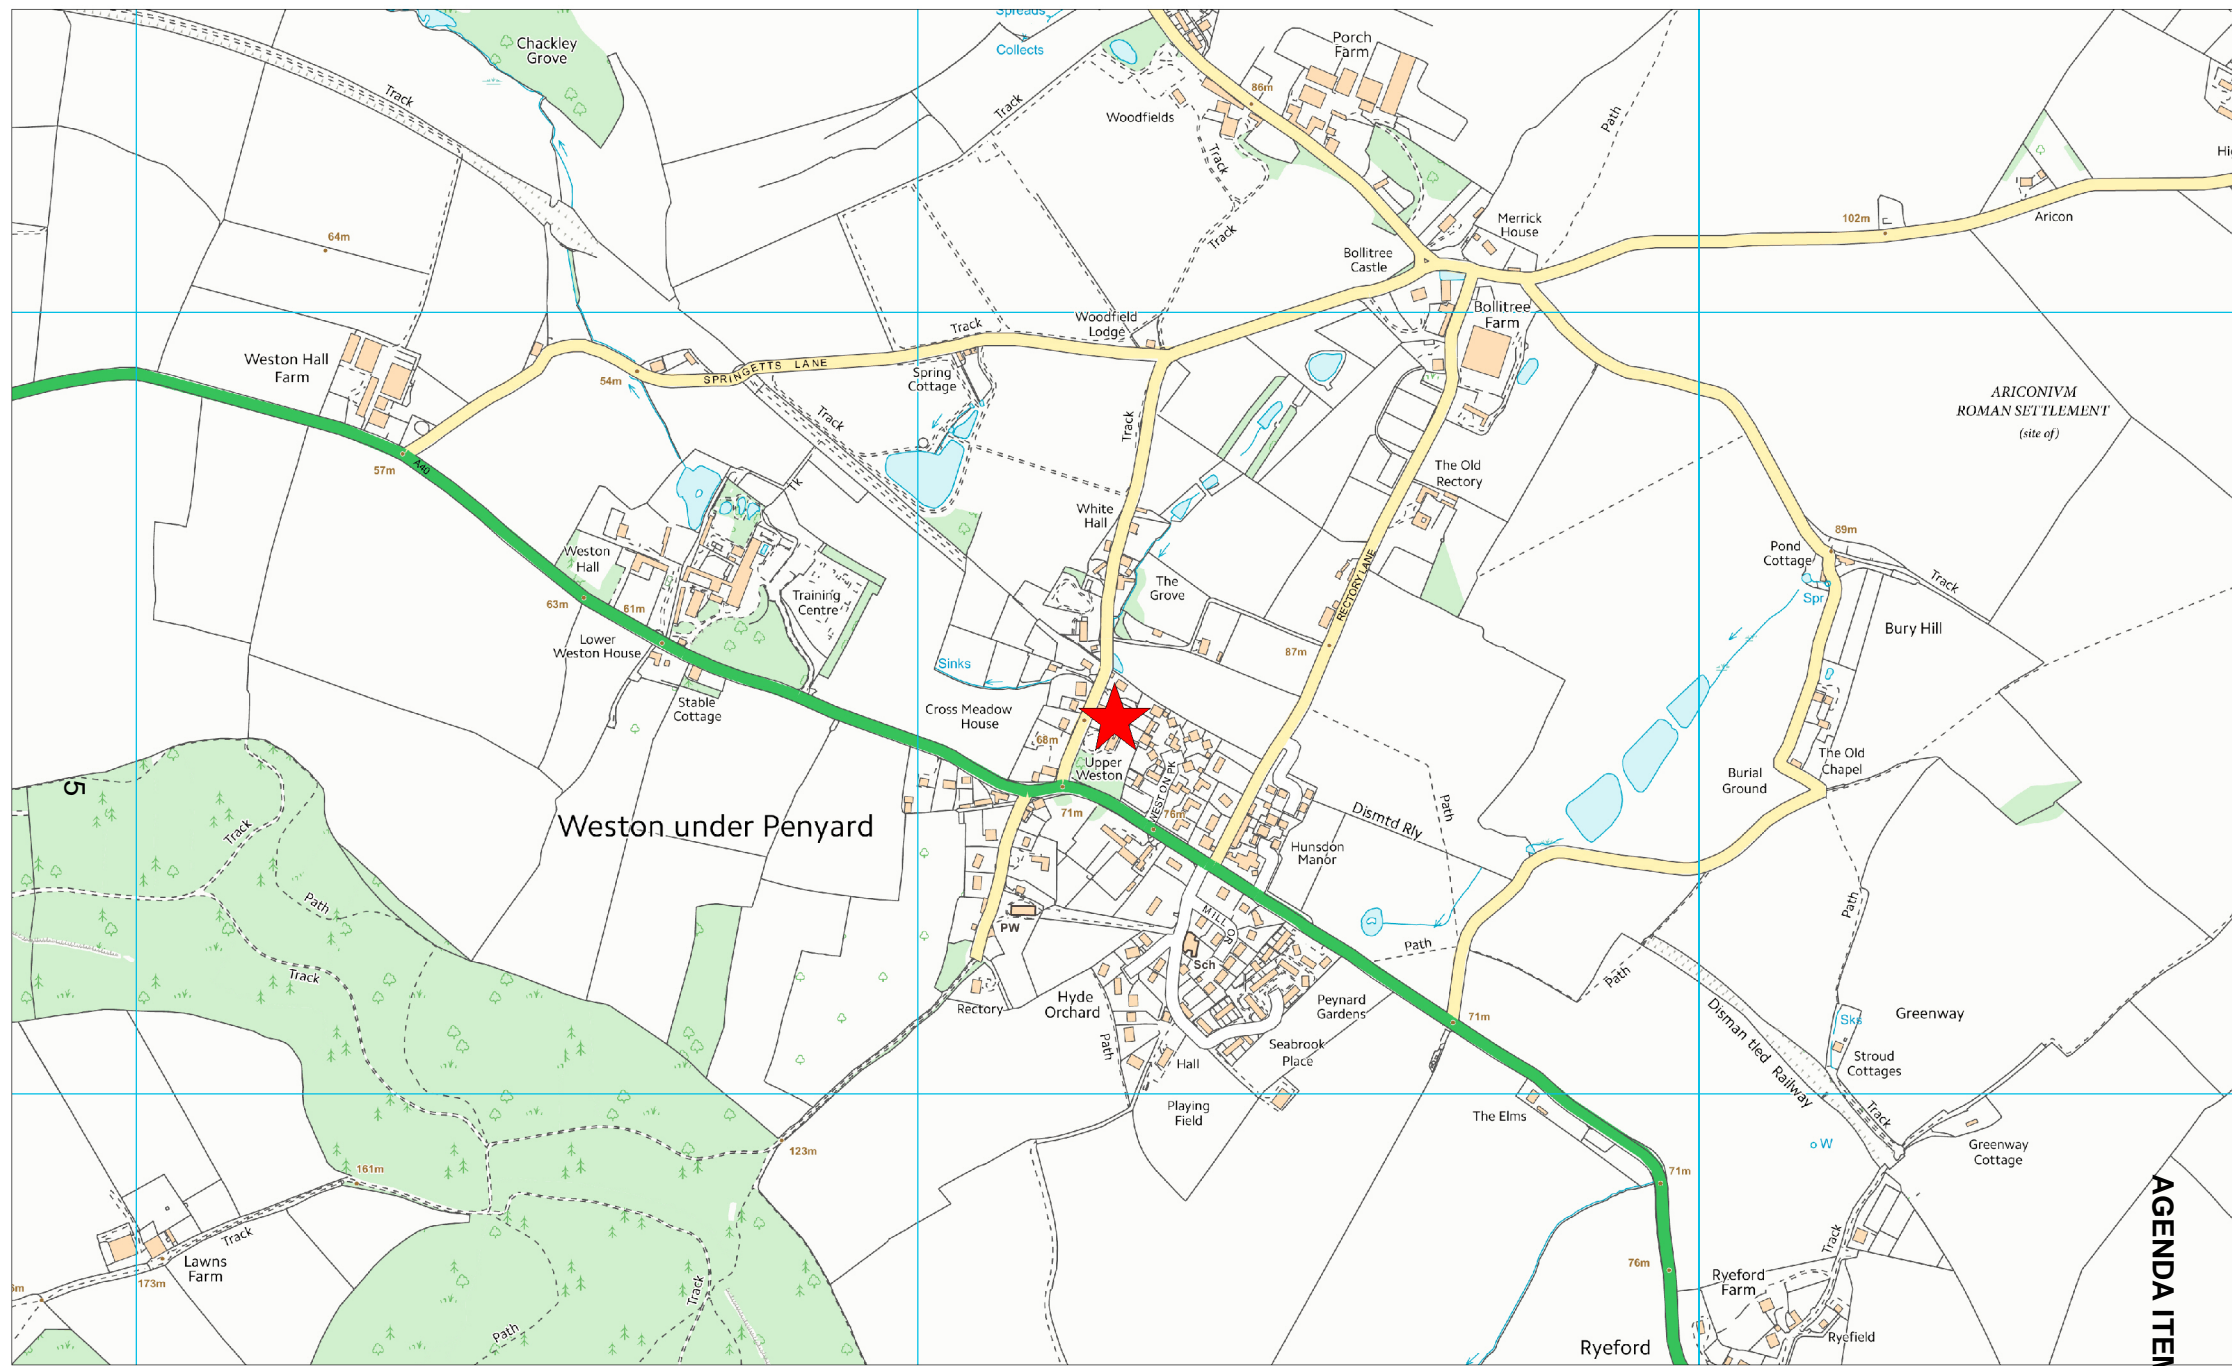 Spreads
Collects
Chackley
Grove
Porch
Farm
Track
86m
Track
Woodfields
Path
Track
64m
Track
Merrick
House
102m
Aricon
Bollitree
Castle
Bollitree
Farm
Woodfield
Lodge
Track
Weston Hall
Farm
54m
SPRINGETTS LANE
Spring
Cottage
ARICONIVM
ROMAN SETTLEMENT
(site of)
Track
Track
57m
A40
The Old
Rectory
Tk
White
Hall
89m
Pond
Cottage
Weston
Hall
Track
The
Grove
RECTORY LANE
Training
Centre
Spr
63m
61m
Bury Hill
Lower
Weston House
87m
Sinks
Stable
Cottage
Cross Meadow
House
68m
Upper
Weston
WESTON PK
The Old
Chapel
Burial
Ground
5
71m
76m
Path
Dismtd Rly
Weston under Penyard
Track
Hunsdon
Manor
Path
Path
MILL OR
PW
Path
Sch
Track
Path
Rectory
Hyde
Orchard
Peynard
Gardens
71m
Dismantled Railway
Sks
Greenway
Path
Seabrook
Place
Hall
Stroud
Cottages
Playing
Field
The Elms
Track
W
Greenway
Cottage
123m
161m
71m
AGENDA ITEM
Track
Lawns
Farm
Track
76m
173m
Track
Ryeford
Farm
Path
Ryeford
Ryefield